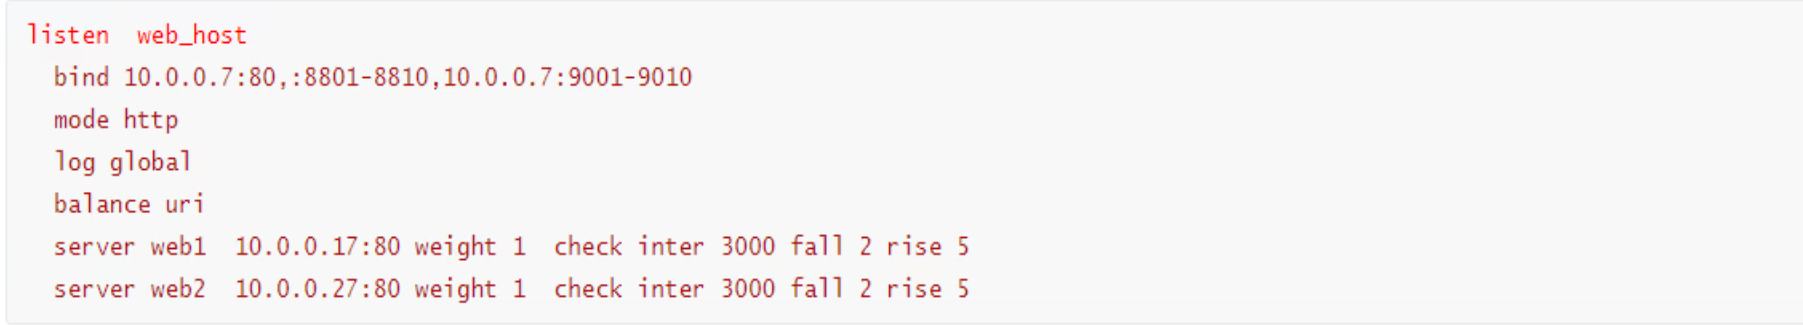 listen  web_host
  bind 10.0.0.7:80,:8801-8810,10.0.0.7:9001-9010
  mode http
  log global
  balance uri
  server web1  10.0.0.17:80 weight 1  check inter 3000 fall 2 rise 5
  server web2  10.0.0.27:80 weight 1  check inter 3000 fall 2 rise 5